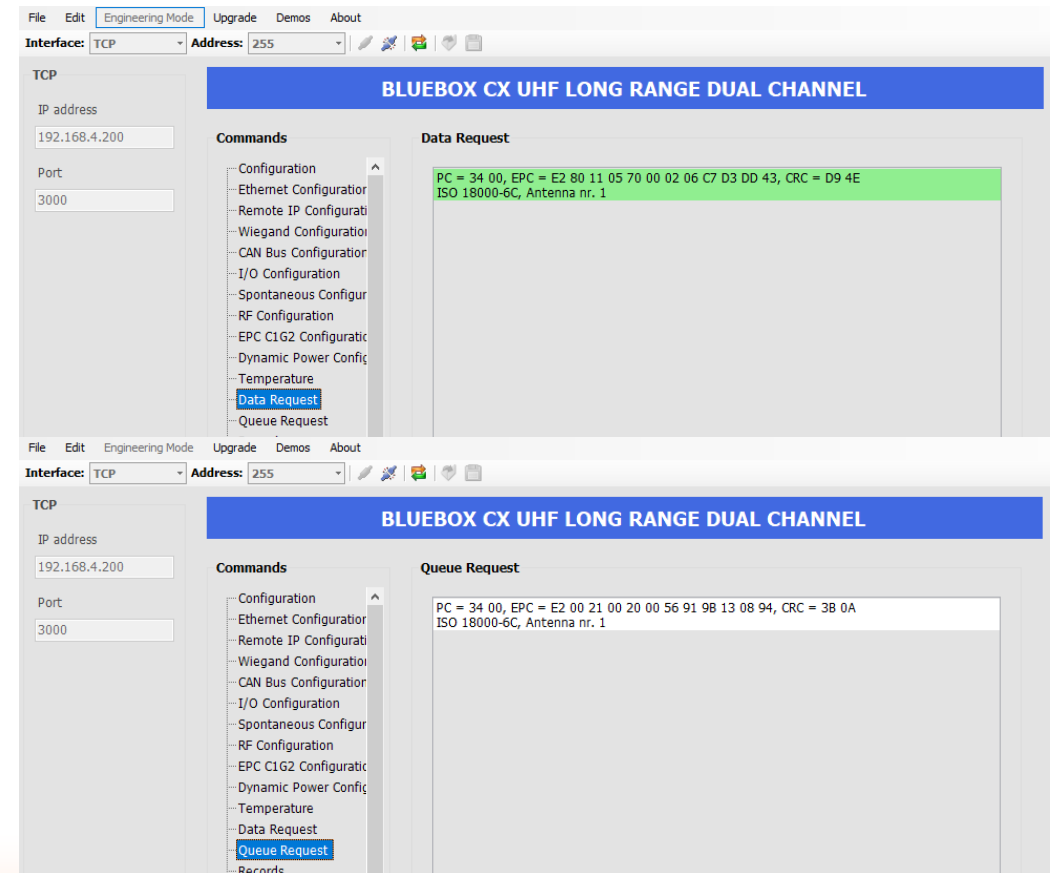 File Edit Engineering Mode Upgrade Demos About
Interface: TCP Address: 255
TCP
BLUEBOX CX UHF LONG RANGE DUAL CHANNEL
IP address
192.168.4.200
Port
3000
Commands
Configuration
Ethernet Configuration
Remote IP Configurati
Wiegand Configuration
CAN Bus Configuration
I/O Configuration
Spontaneous Configur
RF Configuration
EPC C1G2 Configuratic
Dynamic Power Config
Temperature
Data Request
Queue Request
Data Request
PC = 34 00, EPC = E2 80 11 05 70 00 02 06 C7 D3 DD 43, CRC = D9 4E
ISO 18000-6C, Antenna nr. 1
File Edit Engineering Mode Upgrade Demos About
Interface: TCP Address: 255
TCP
BLUEBOX CX UHF LONG RANGE DUAL CHANNEL
IP address
192.168.4.200
Port
3000
Commands
Configuration
Ethernet Configuration
Remote IP Configurati
Wiegand Configuration
CAN Bus Configuration
I/O Configuration
Spontaneous Configur
RF Configuration
EPC C1G2 Configuratic
Dynamic Power Config
Temperature
Data Request
Queue Request
Records
Queue Request
PC = 34 00, EPC = E2 00 21 00 20 00 56 91 9B 13 08 94, CRC = 3B 0A
ISO 18000-6C, Antenna nr. 1